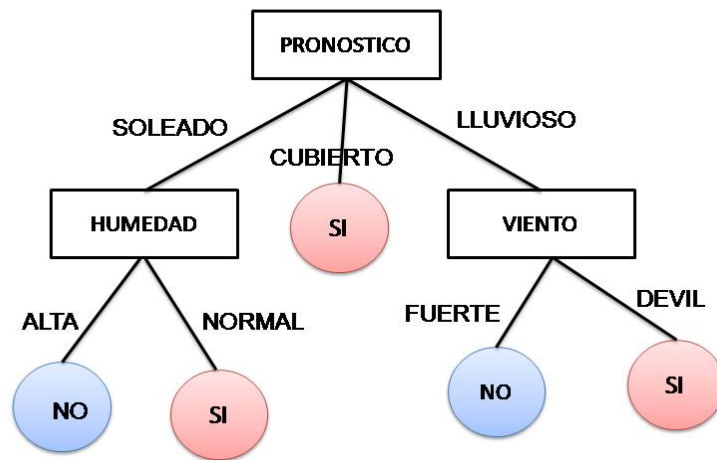 PRONOSTICO
SOLEADO
CUBIERTO
LLUVIOSO
HUMEDAD
SI
VIENTO
ALTA
NORMAL
FUERTE
DEVIL
NO
SI
NO
SI